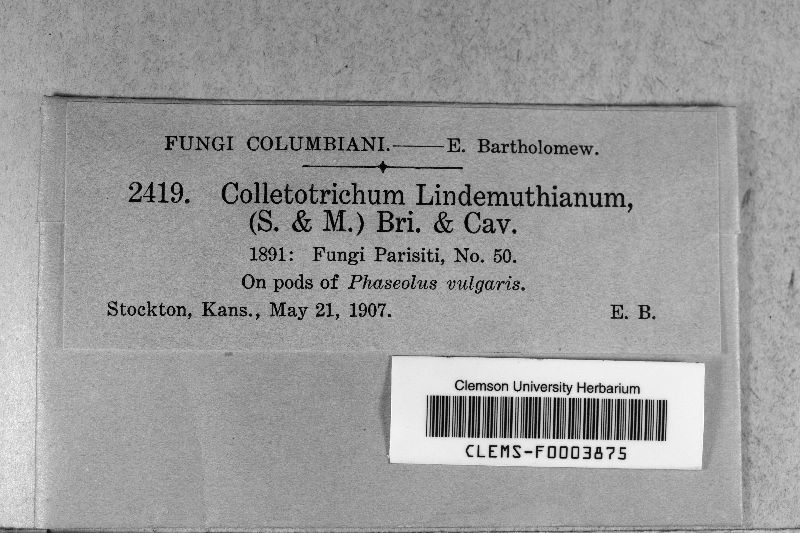 FUNGI COLUMBIANI.——E. Bartholomew.
2419. Colletotrichum Lindemuthianum,
(S. & M.) Bri. & Cav.
1891: Fungi Parisiti, No. 50.
On pods of Phaseolus vulgaris.
Stockton, Kans., May 21, 1907. E. B.
Clemson University Herbarium
CLEMS-F0003875